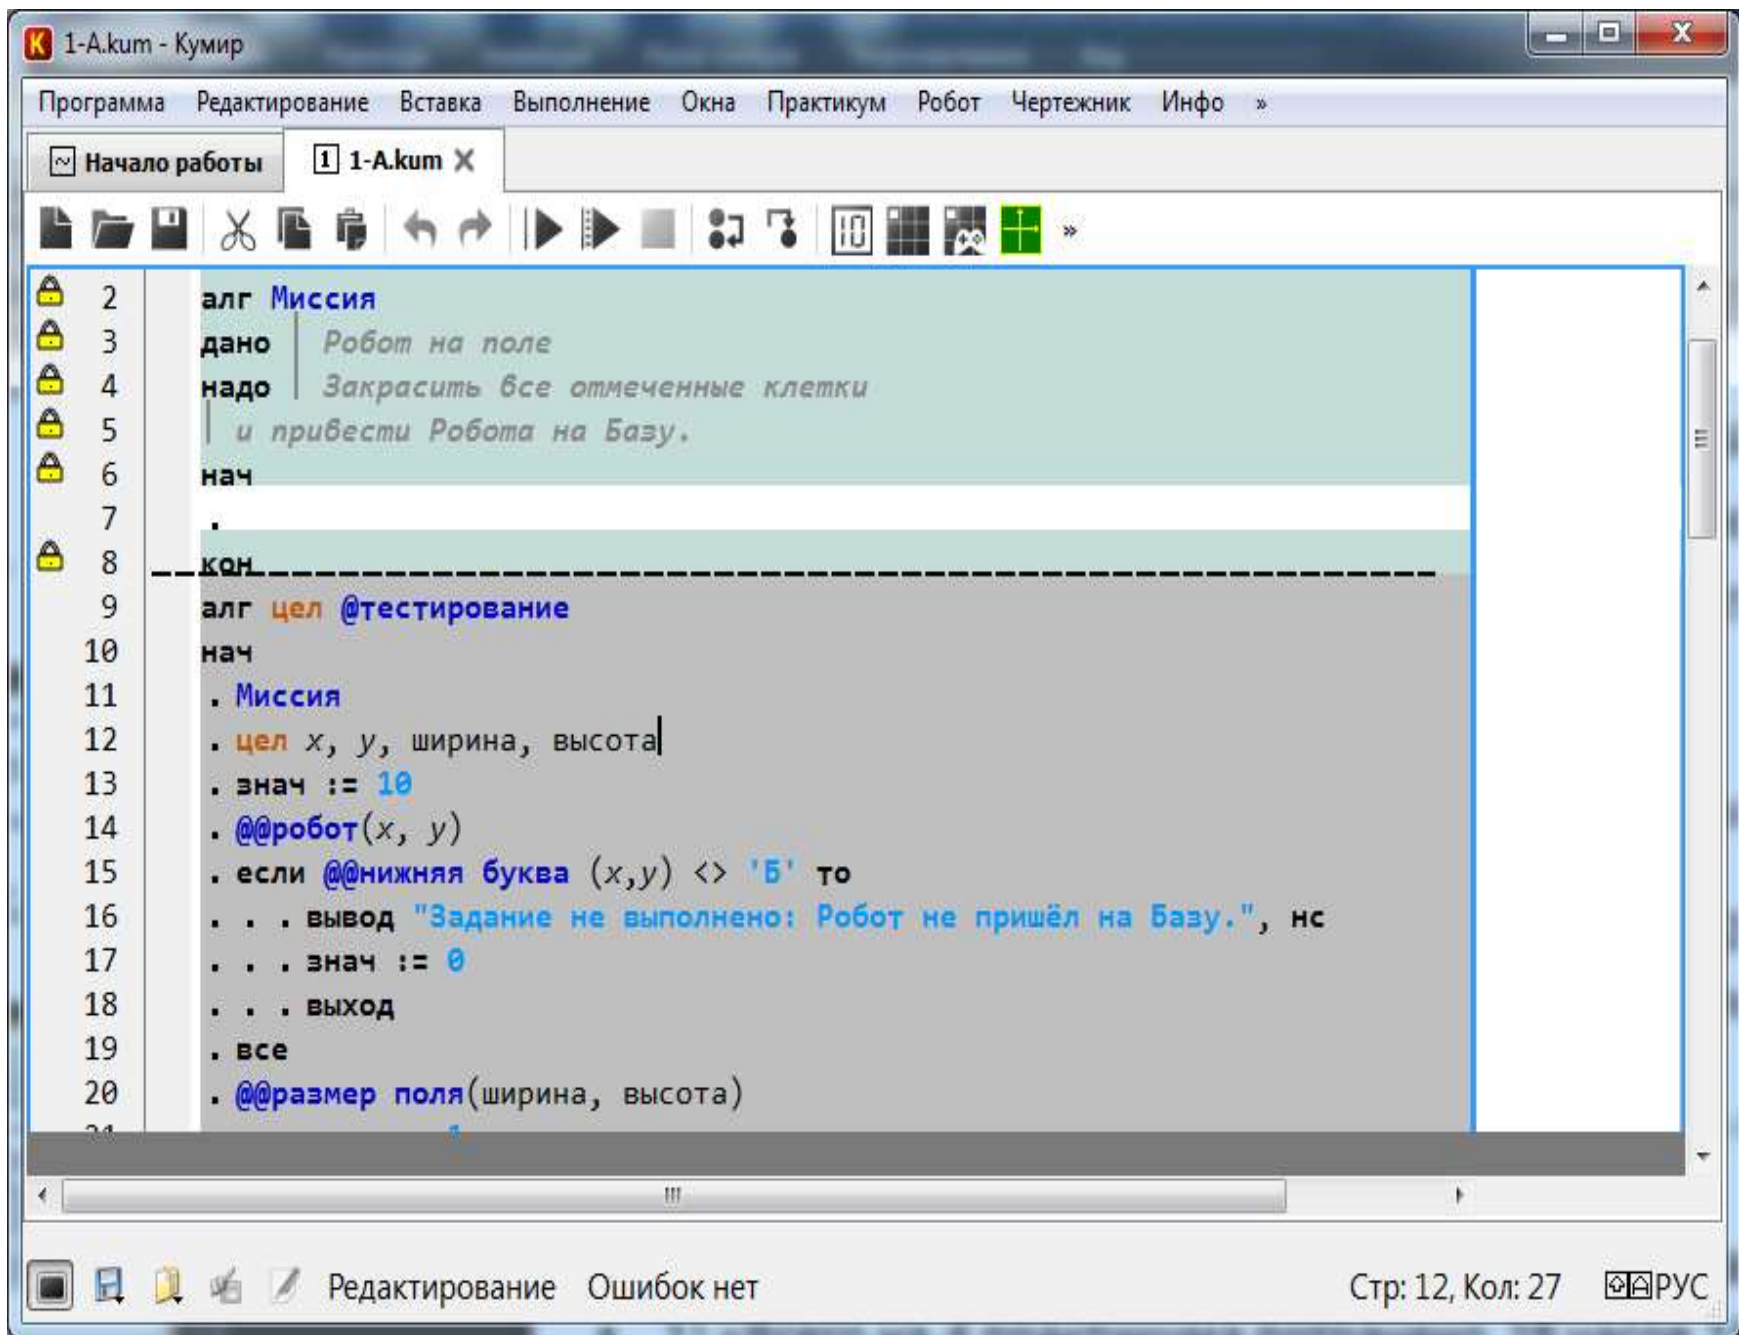 1-A.kum - Кумир
Программа Редактирование Вставка Выполнение Окна Практикум Робот Чертежник Инфо »
Начало работы 1 1-A.kum
10 »
2 алг Миссия
3 дано | Робот на поле
4 надо | Закрасить все отмеченные клетки
5 | и привести Робота на Базу.
6 нач
7 .
8 кон
9 алг цел @тестирование
10 нач
11 . Миссия
12 . цел x, y, ширина, высота
13 . знач := 10
14 . @@робот(x, y)
15 . если @@нижняя буква (x,y) <> 'Б' то
16 . . . вывод "Задание не выполнено: Робот не пришёл на Базу.", нс
17 . . . знач := 0
18 . . . выход
19 . все
20 . @@размер поля(ширина, высота)
Редактирование Ошибок нет Стр: 12, Кол: 27 РУС